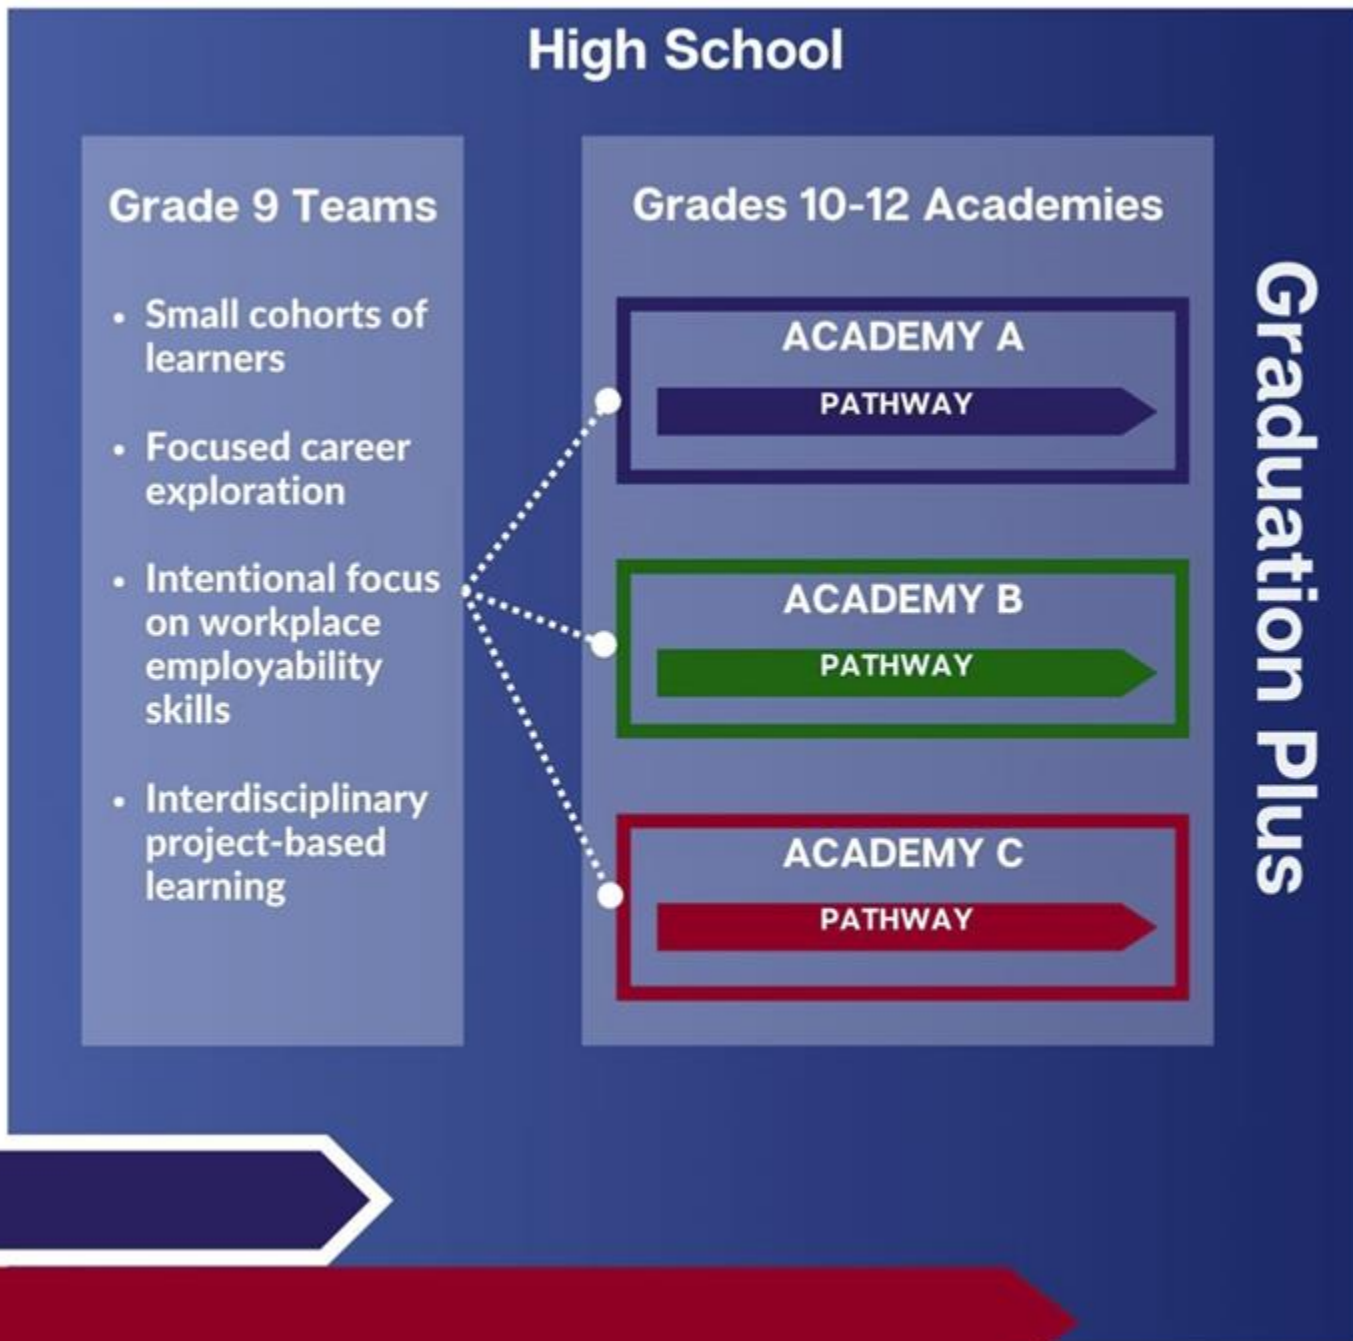 High School
Grade 9 Teams
• Small cohorts of
learners
• Focused career
exploration
• Intentional focus
on workplace
employability
skills
• Interdisciplinary
project-based
learning
Grades 10-12 Academies
ACADEMY A
PATHWAY
ACADEMY B
PATHWAY
ACADEMY C
PATHWAY
Graduation Plus